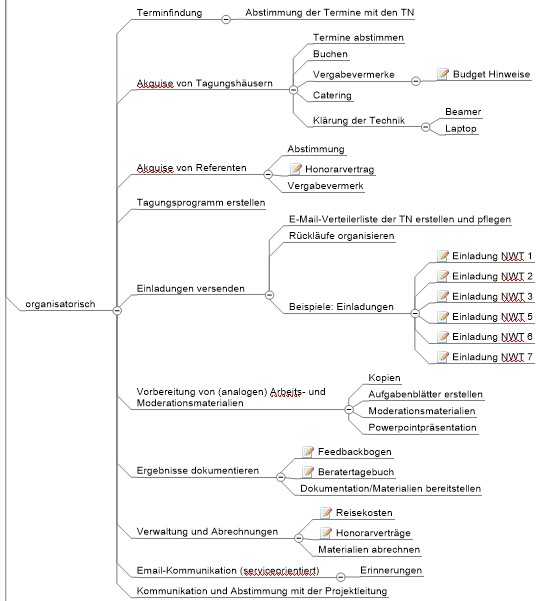 Terminfindung
Abstimmung der Termine mit den TN
Akquise von Tagungshäusern
Termine abstimmen
Buchen
Vergabevermerke
Budget Hinweise
Catering
Klärung der Technik
Beamer
Laptop
Akquise von Referenten
Abstimmung
Honorarvertrag
Vergabevermerk
Tagungsprogramm erstellen
organisatorisch
Einladungen versenden
E-Mail-Verteilerliste der TN erstellen und pflegen
Rückläufe organisieren
Beispiele: Einladungen
Einladung NWT 1
Einladung NWT 2
Einladung NWT 3
Einladung NWT 5
Einladung NWT 6
Einladung NWT 7
Vorbereitung von (analogen) Arbeits- und
Moderationsmaterialien
Kopien
Aufgabenblätter erstellen
Moderationsmaterialien
Powerpointpräsentation
Ergebnisse dokumentieren
Feedbackbogen
Beratertagebuch
Dokumentation/Materialien bereitstellen
Verwaltung und Abrechnungen
Reisekosten
Honorarverträge
Materialien abrechnen
Email-Kommunikation (serviceorientiert)
Erinnerungen
Kommunikation und Abstimmung mit der Projektleitung